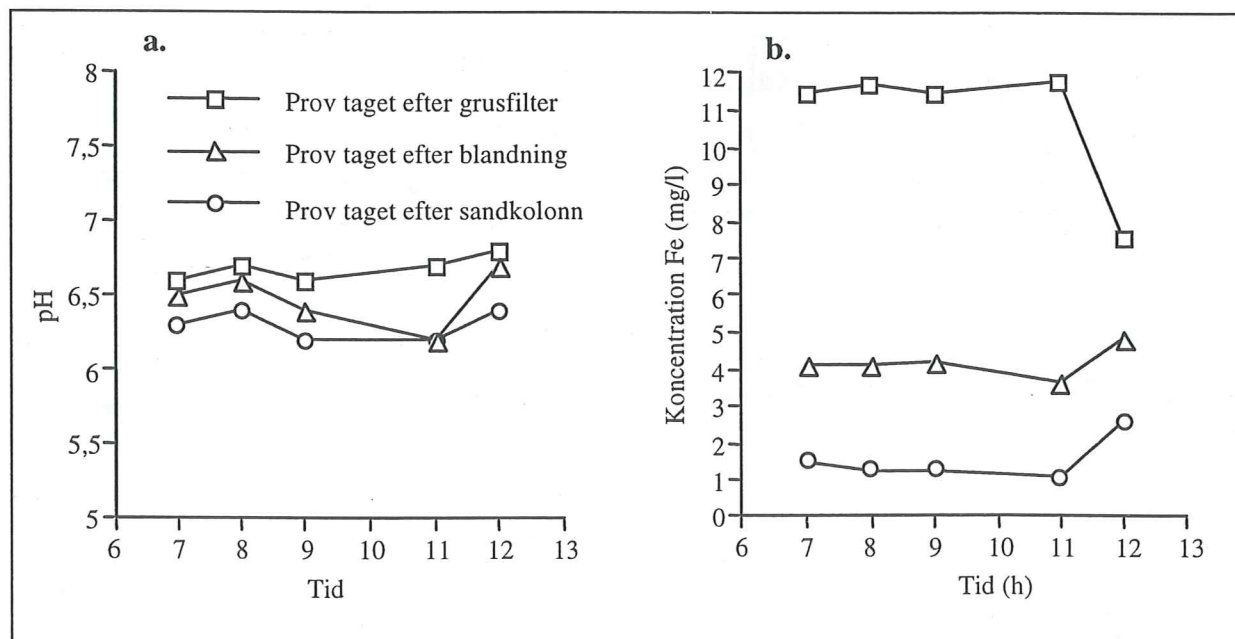 a.
8
7,5
7
6,5
6
5,5
5
pH
Prov taget efter grusfilter
Prov taget efter blandning
Prov taget efter sandkolonn
6 7 8 9 10 11 12 13
Tid
b.
12
11
10
9
8
7
6
5
4
3
2
1
0
Koncentration Fe (mg/l)
6 7 8 9 10 11 12 13
Tid (h)